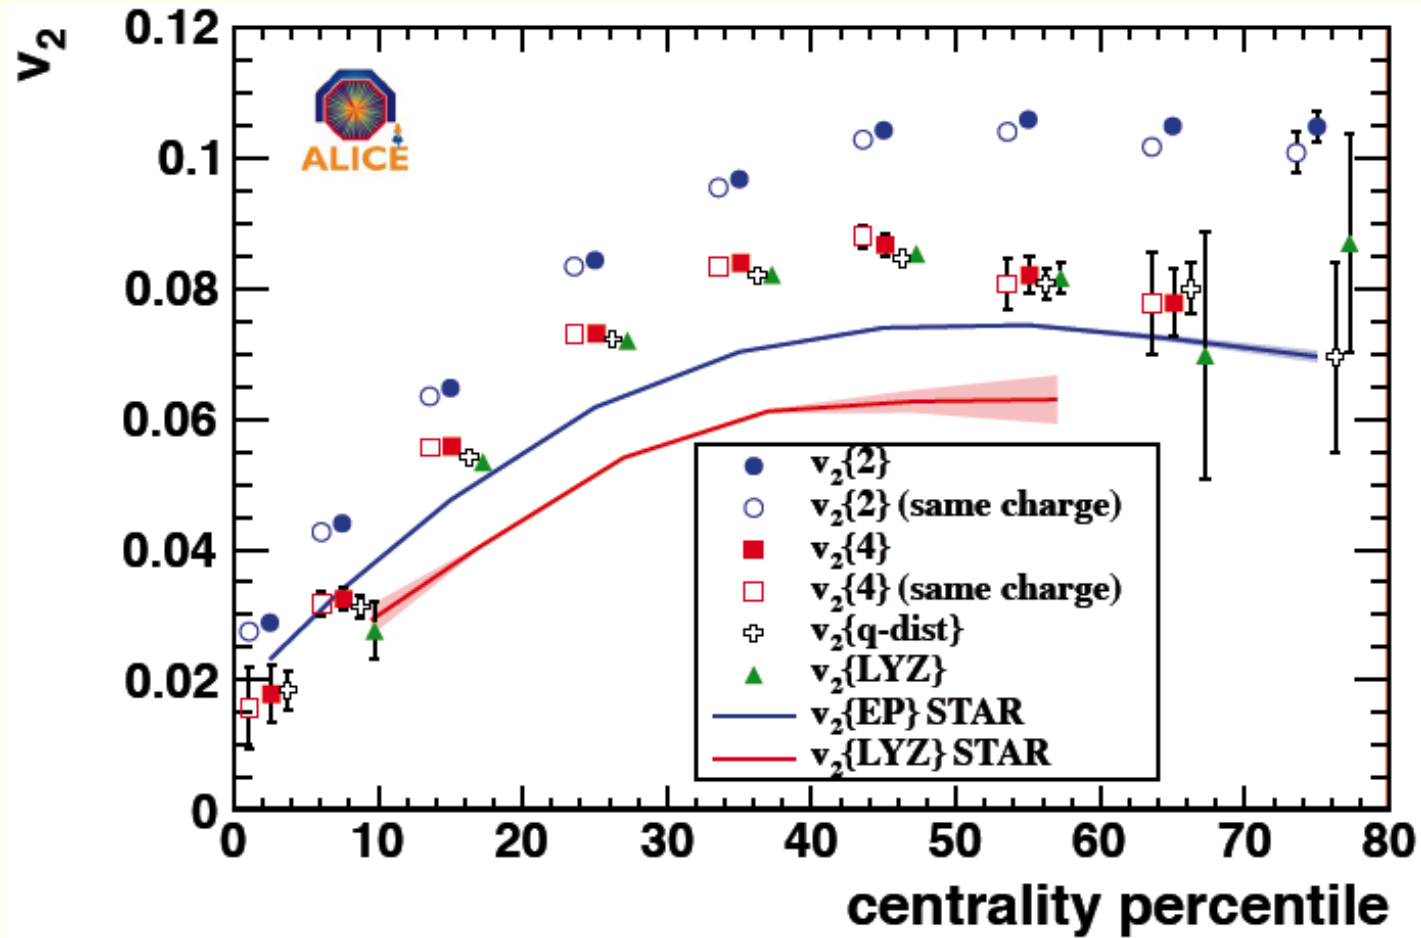 v2
0.12
0.1
0.08
0.06
0.04
0.02
0
ALICE
v2{2}
v2{2} (same charge)
v2{4}
v2{4} (same charge)
v2{q-dist}
v2{LYZ}
v2{EP} STAR
v2{LYZ} STAR
0 10 20 30 40 50 60 70 80
centrality percentile